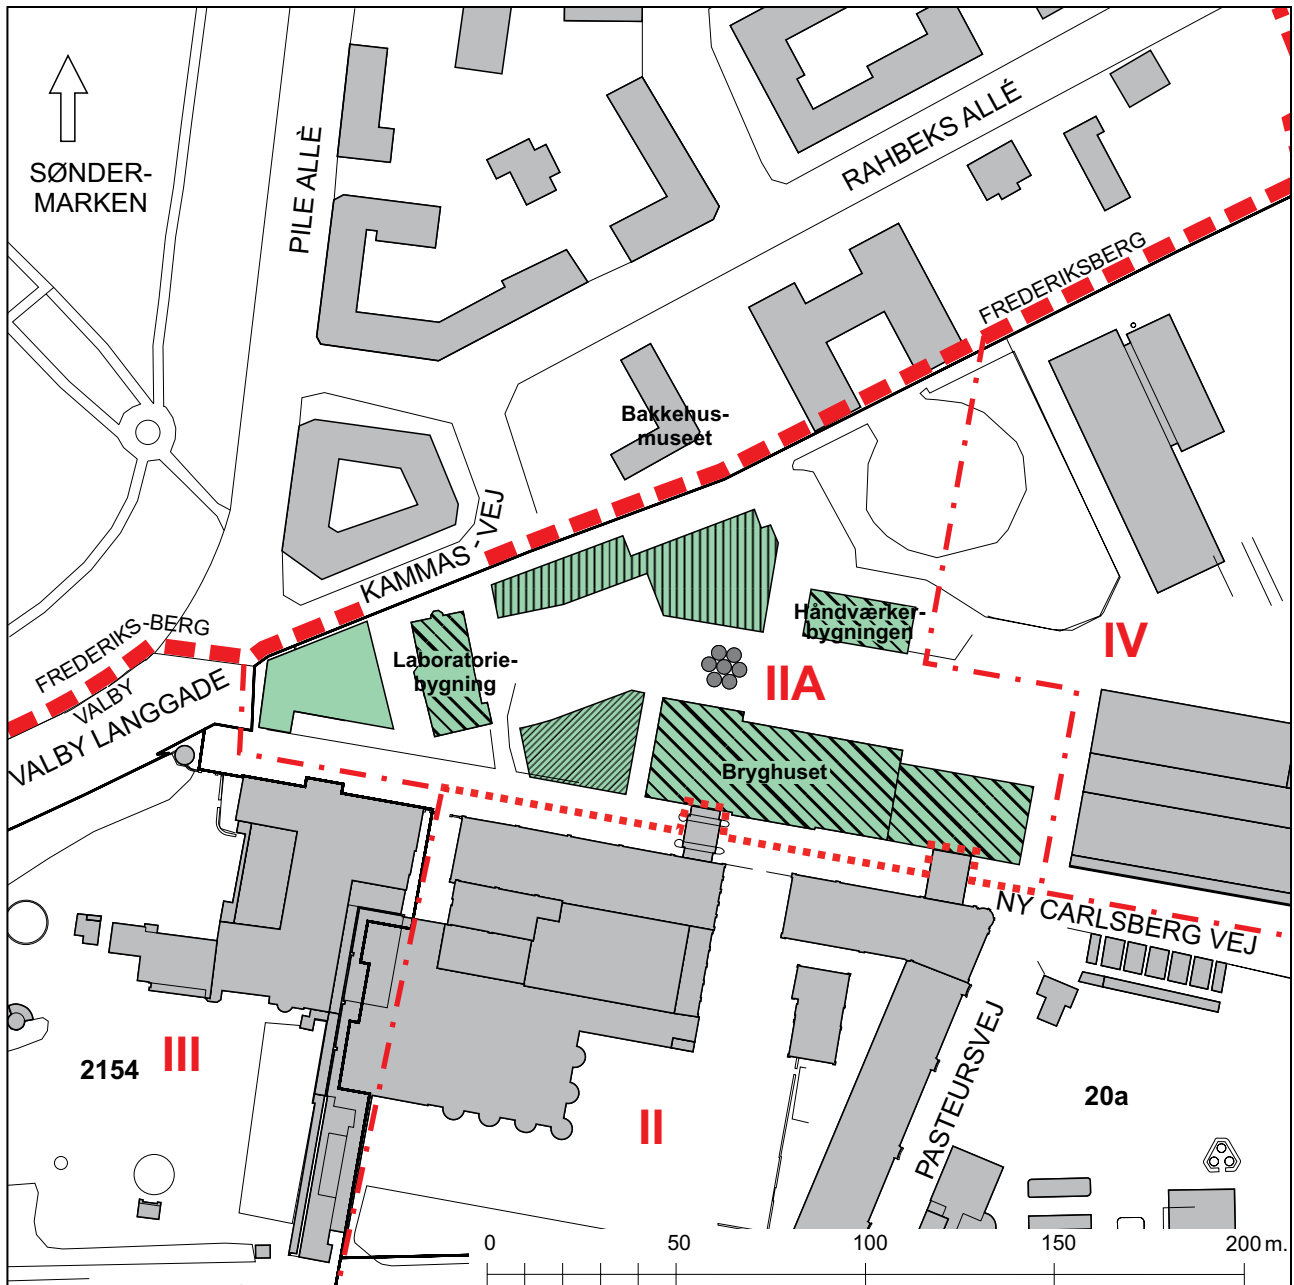 SØNDER-
MARKEN
PILE ALLÈ
RAHBEKS ALLÉ
FREDERIKSBERG
Bakkehus-
museet
KAMMAS - VEJ
FREDERIKS-BERG
VALBY
VALBY LANGGADE
Laboratorie-
bygning
Håndværker-
bygningen
IV
IIA
Bryghuset
NY CARLSBERG VEJ
PASTEURSVEJ
2154
III
II
20a
0 50 100 150 200 m.